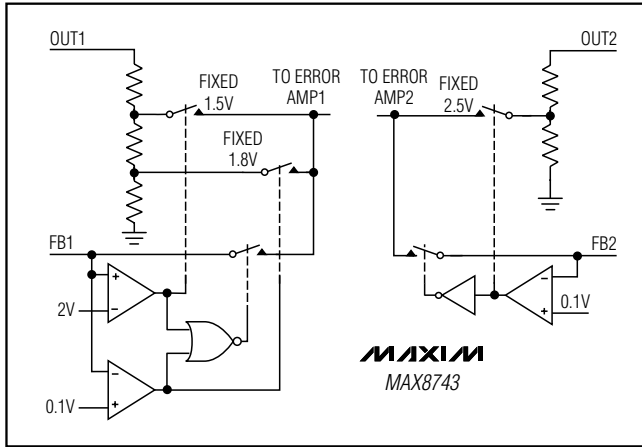 OUT1
OUT2
FIXED
1.5V
TO ERROR
AMP1
TO ERROR
AMP2
FIXED
2.5V
FIXED
1.8V
FB1
FB2
+
−
2V
−
+
0.1V
−
+
0.1V
MAXIM
MAX8743